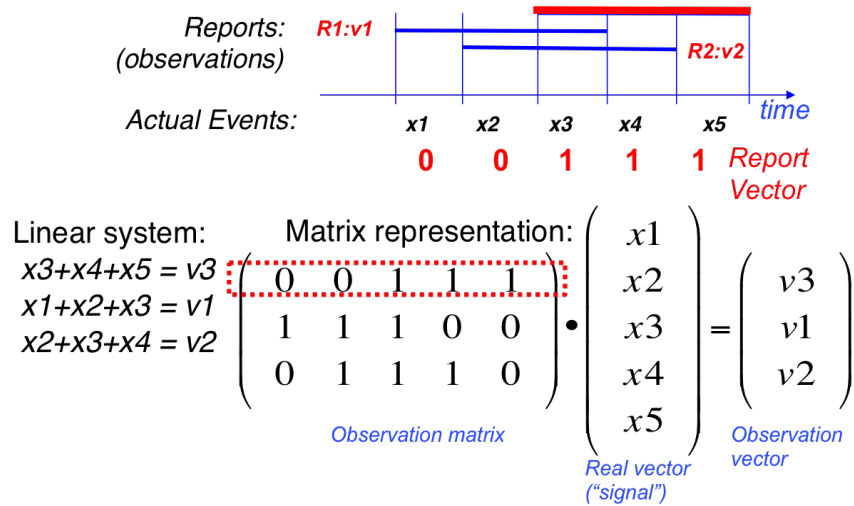 Reports: R1:v1
(observations) R2:v2
time
Actual Events: x1 x2 x3 x4 x5
0 0 1 1 1 Report
Vector
Linear system: Matrix representation:
x3+x4+x5 = v3
x1+x2+x3 = v1
x2+x3+x4 = v2
0 0 1 1 1
1 1 1 0 0
0 1 1 1 0
•
x1
x2
x3
x4
x5
=
v3
v1
v2
Observation matrix
Real vector
(“signal”)
Observation
vector